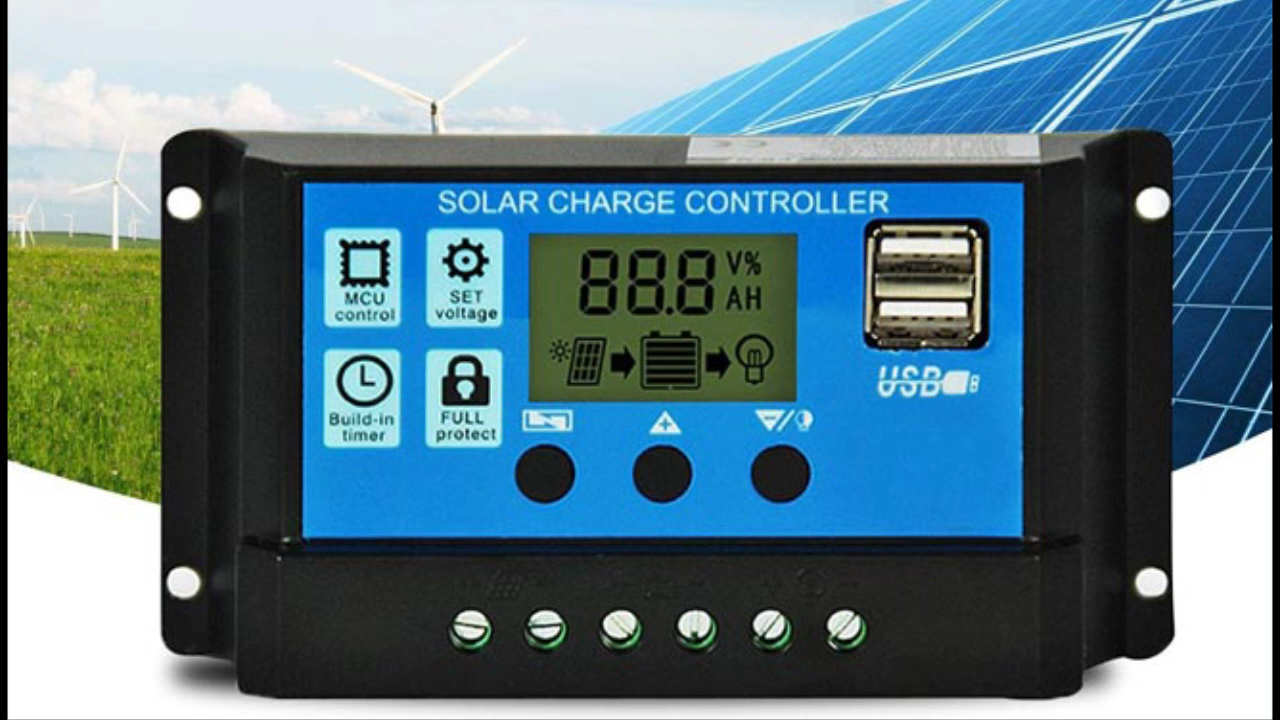 SOLAR CHARGE CONTROLLER
MCU
control
SET
voltage
Build-in
timer
FULL
protect
88.8 V%
AH
USB